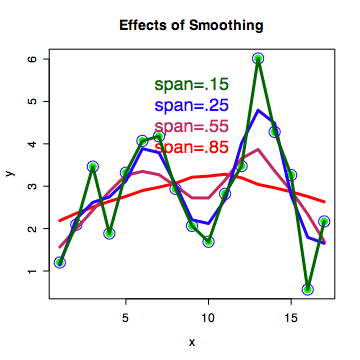 Effects of Smoothing
span=.15
span=.25
span=.55
span=.85
y
6
5
4
3
2
1
5 10 15
x